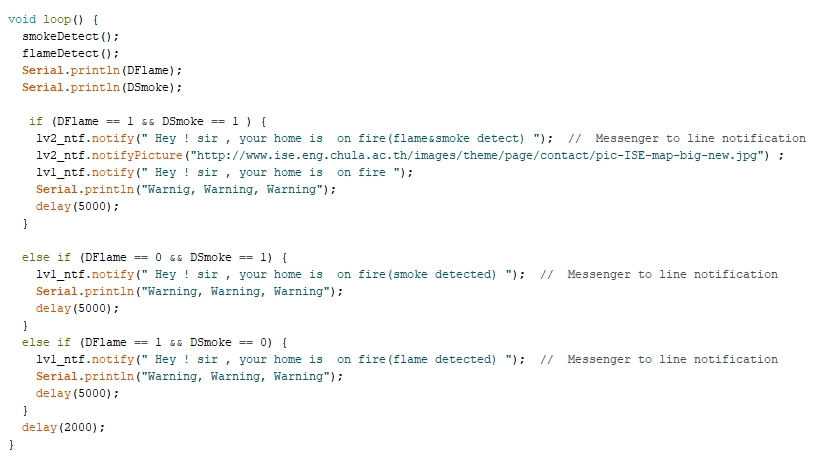 void loop() {
smokeDetect();
flameDetect();
Serial.println(DFlame);
Serial.println(DSmoke);
if (DFlame == 1 && DSmoke == 1 ) {
lv2_ntf.notify(" Hey ! sir , your home is  on fire(flame&smoke detect) ");  //  Messenger to line notification
lv2_ntf.notifyPicture("http://www.ise.eng.chula.ac.th/images/theme/page/contact/pic-ISE-map-big-new.jpg") ;
lv1_ntf.notify(" Hey ! sir , your home is  on fire ");
Serial.println("Warnig, Warning, Warning");
delay(5000);
}
else if (DFlame == 0 && DSmoke == 1) {
lv1_ntf.notify(" Hey ! sir , your home is  on fire(smoke detected) ");  //  Messenger to line notification
Serial.println("Warning, Warning, Warning");
delay(5000);
}
else if (DFlame == 1 && DSmoke == 0) {
lv1_ntf.notify(" Hey ! sir , your home is  on fire(flame detected) ");  //  Messenger to line notification
Serial.println("Warning, Warning, Warning");
delay(5000);
}
delay(2000);
}